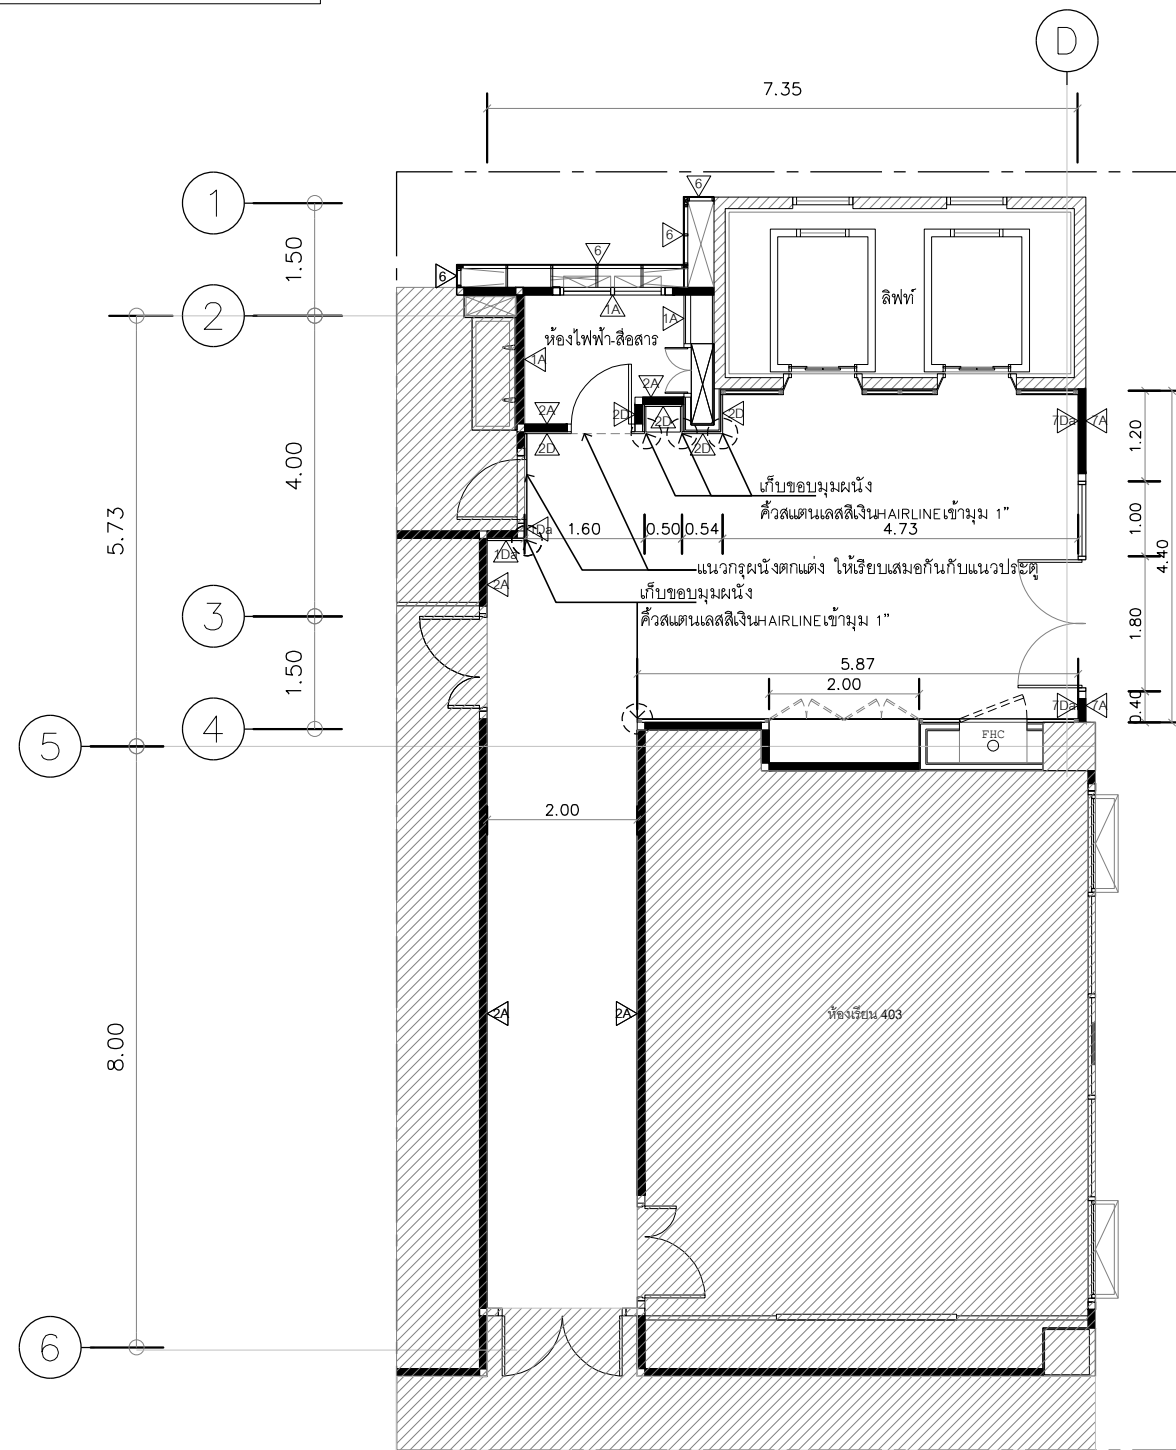 D
7.35
1
6
1.50
6
6
6
2
1A
1A
ลิฟท์
ห้องไฟฟ้า-สื่อสาร
1A
2A
2A
2D
2D
2D
2D
2D
7Da
7A
1.20
4.00
เก็บขอบมุมผนัง
คิ้วสแตนเลสสีเงินHAIRLINEเข้ามุม 1"
5.73
1Da
1.60
0.50
0.54
4.73
1.00
4.40
1Da
แนวกรุผนังตกแต่ง ให้เรียบเสมอกันกับแนวประตู
2A
เก็บขอบมุมผนัง
3
คิ้วสแตนเลสสีเงินHAIRLINEเข้ามุม 1"
1.80
1.50
5.87
2.00
7Da
7A
0.40
4
5
FHC
2.00
2A
2A
ห้องเรียน 403
8.00
6